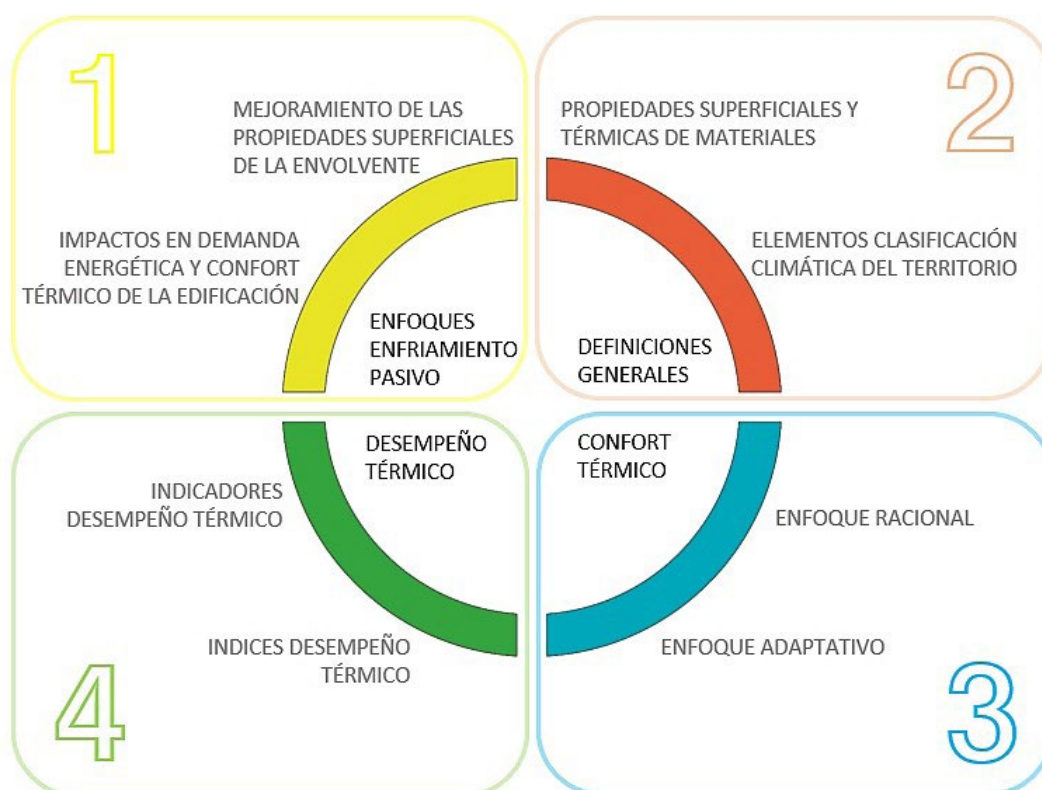 1
MEJORAMIENTO DE LAS
PROPIEDADES SUPERFICIALES
DE LA ENVOLVENTE
IMPACTOS EN DEMANDA
ENERGÉTICA Y CONFORT
TÉRMICO DE LA EDIFICACIÓN
ENFOQUES
ENFRIAMIENTO
PASIVO
2
PROPIEDADES SUPERFICIALES Y
TÉRMICAS DE MATERIALES
ELEMENTOS CLASIFICACIÓN
CLIMÁTICA DEL TERRITORIO
DEFINICIONES
GENERALES
CONFORT
TÉRMICO
ENFOQUE RACIONAL
ENFOQUE ADAPTATIVO
3
DESEMPEÑO
TÉRMICO
INDICADORES
DESEMPEÑO TÉRMICO
INDICES DESEMPEÑO
TÉRMICO
4